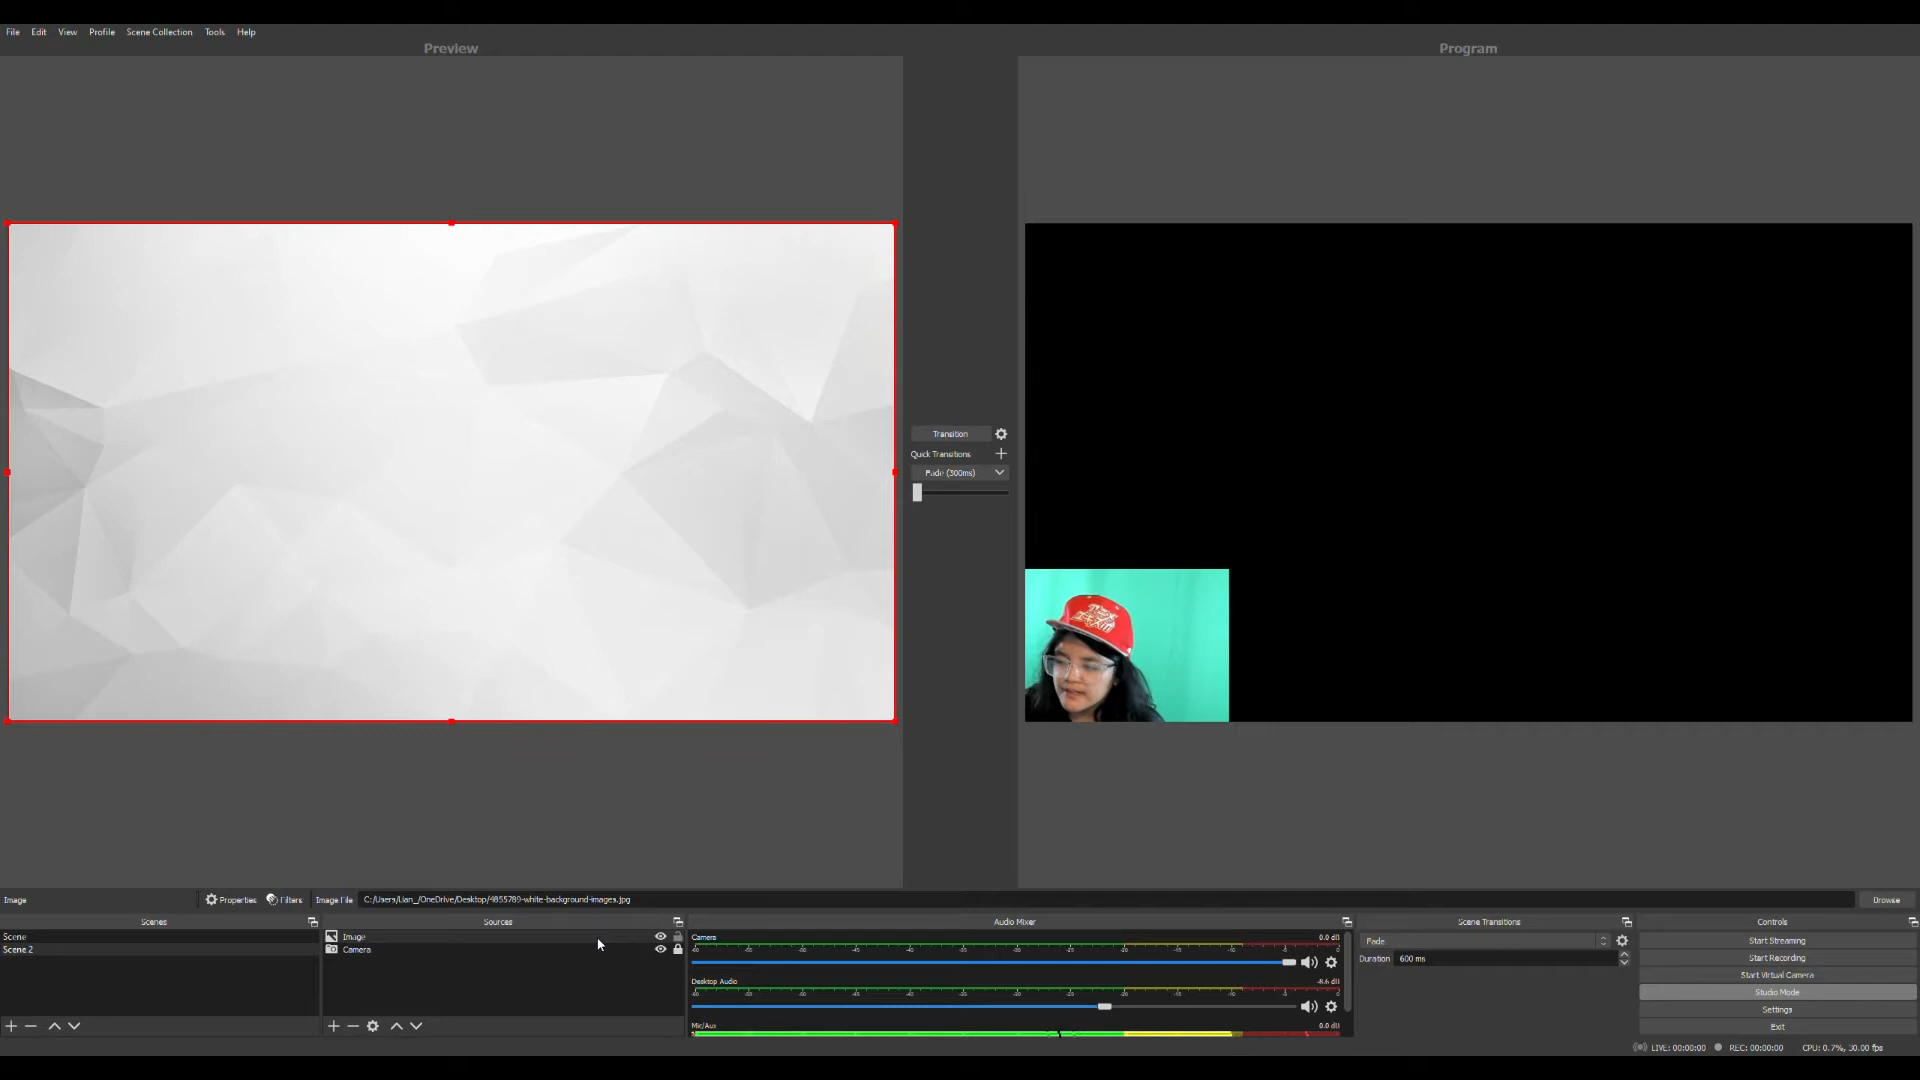 File Edit View Profile Scene Collection Tools Help
Preview
Program
Transition
Quick Transitions
Fade (300ms)
Image
Properties
Filters
Image File
C:/Users/Lian_/OneDrive/Desktop/4855789-white-background-images.jpg
Browse
Scenes
Sources
Audio Mixer
Scene Transitions
Controls
Scene
Scene 2
Image
Camera
Camera
0.0 dB
Desktop Audio
-8.6 dB
Mic/Aux
0.0 dB
Fade
Duration 600 ms
Start Streaming
Start Recording
Start Virtual Camera
Studio Mode
Settings
Exit
LIVE: 00:00:00 REC: 00:00:00 CPU: 0.7%, 30.00 fps